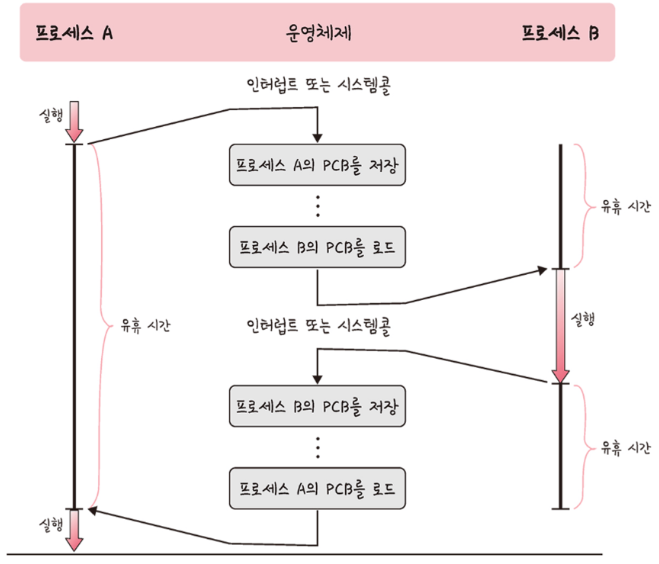 프로세스 A
운영체제
프로세스 B
인터럽트 또는 시스템콜
실행
프로세스 A의 PCB를 저장
유휴 시간
프로세스 B의 PCB를 로드
유휴 시간
인터럽트 또는 시스템콜
실행
프로세스 B의 PCB를 저장
유휴 시간
프로세스 A의 PCB를 로드
실행